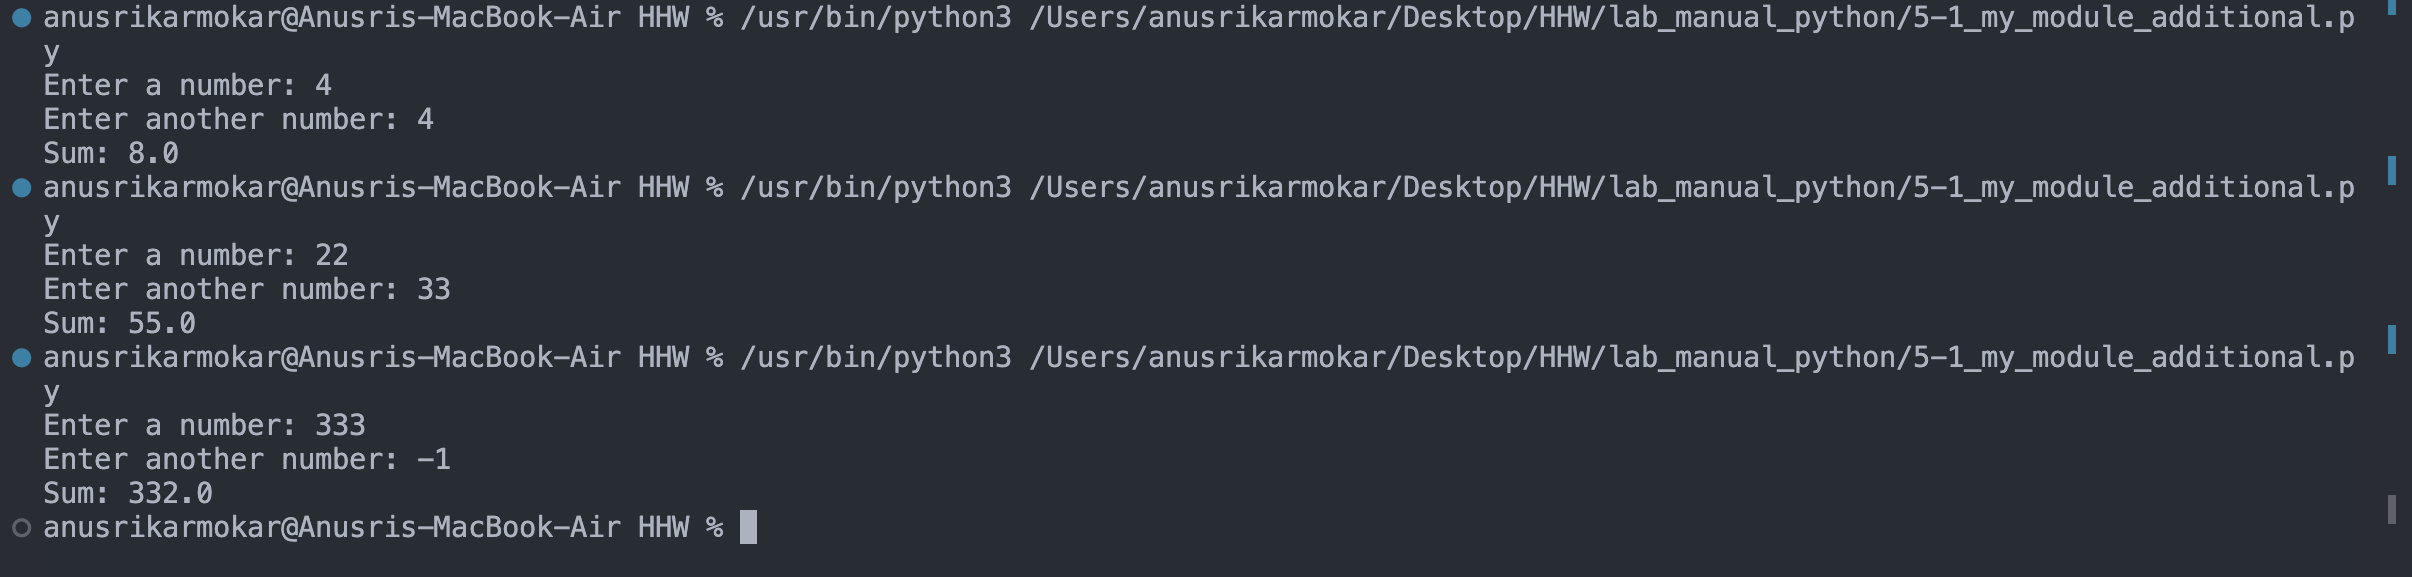 anusrikarmokar@Anusris-MacBook-Air HHW % /usr/bin/python3 /Users/anusrikarmokar/Desktop/HHW/lab_manual_python/5-1_my_module_additional.p
y
Enter a number: 4
Enter another number: 4
Sum: 8.0
anusrikarmokar@Anusris-MacBook-Air HHW % /usr/bin/python3 /Users/anusrikarmokar/Desktop/HHW/lab_manual_python/5-1_my_module_additional.p
y
Enter a number: 22
Enter another number: 33
Sum: 55.0
anusrikarmokar@Anusris-MacBook-Air HHW % /usr/bin/python3 /Users/anusrikarmokar/Desktop/HHW/lab_manual_python/5-1_my_module_additional.p
y
Enter a number: 333
Enter another number: -1
Sum: 332.0
anusrikarmokar@Anusris-MacBook-Air HHW %